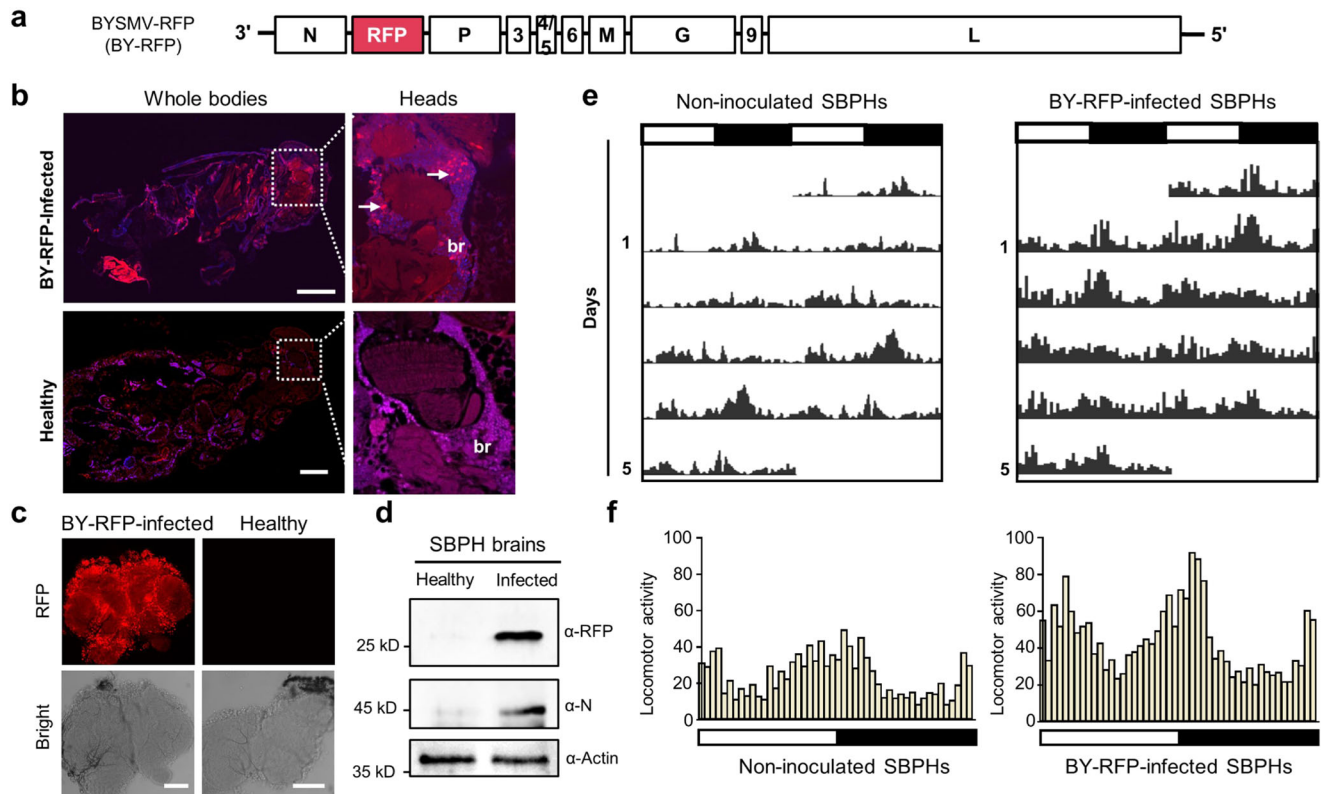 a
BYSMV-RFP
(BY-RFP)
3' N RFP P 3 4/5 6 M G 9 L 5'
b
Whole bodies Heads
BY-RFP-Infected
br
Healthy
br
c
BY-RFP-infected Healthy
RFP
Bright
d
SBPH brains
Healthy Infected
25 kD α-RFP
45 kD α-N
35 kD α-Actin
e
Non-inoculated SBPHs BY-RFP-infected SBPHs
Days
1
5
1
5
f
Locomotor activity
100
80
60
40
20
0
Non-inoculated SBPHs
Locomotor activity
100
80
60
40
20
0
BY-RFP-infected SBPHs